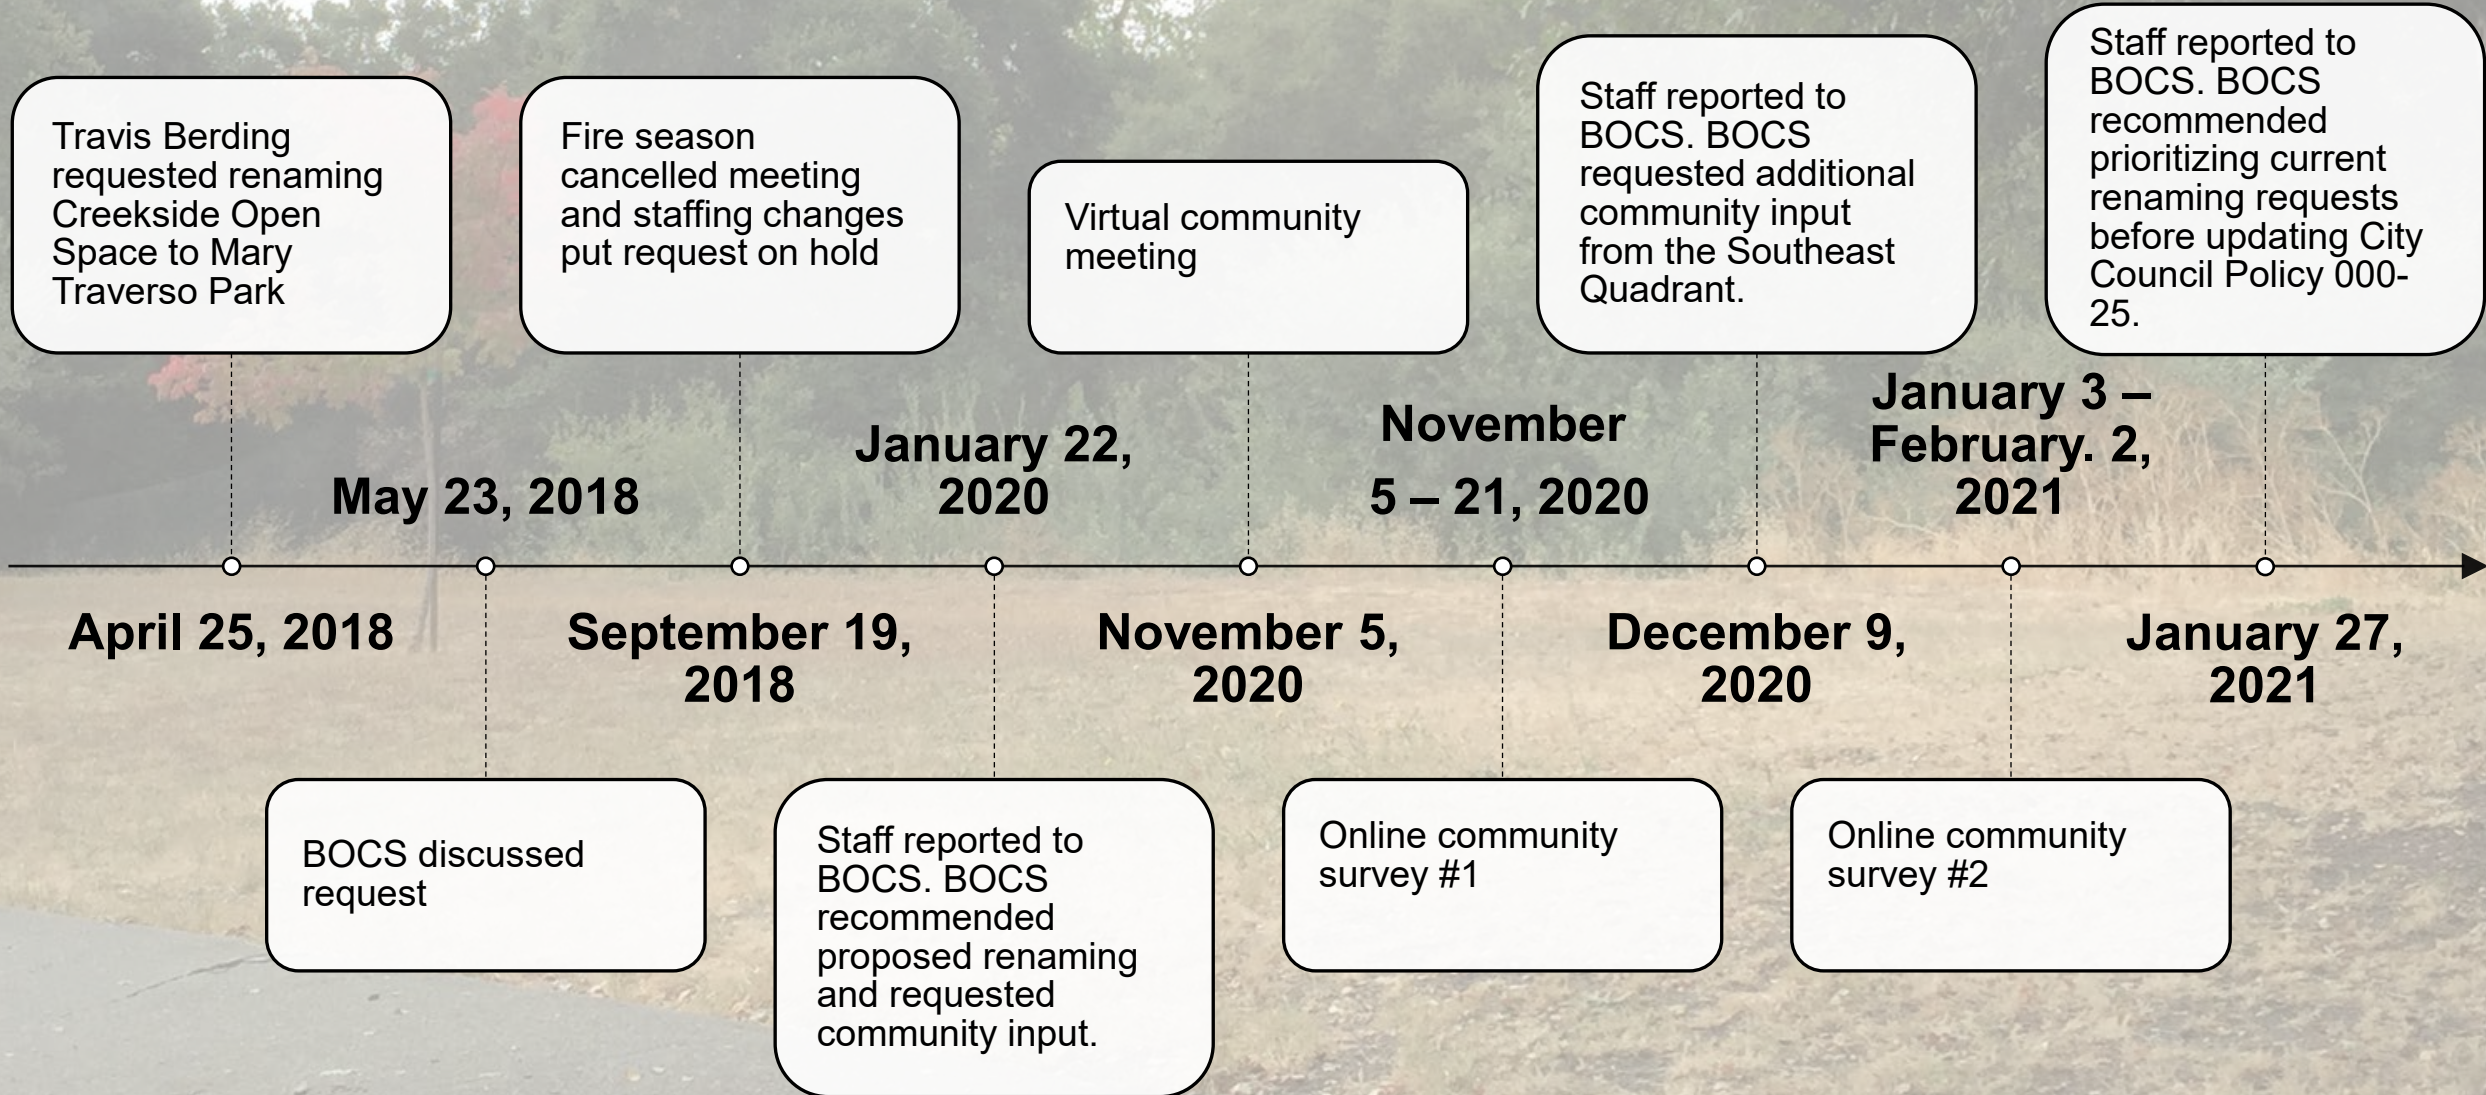 Travis Berding
requested renaming
Creekside Open
Space to Mary
Traverso Park
April 25, 2018
May 23, 2018
BOCS discussed
request
Fire season
cancelled meeting
and staffing changes
put request on hold
September 19,
2018
January 22,
2020
Staff reported to
BOCS. BOCS
recommended
proposed renaming
and requested
community input.
Virtual community
meeting
November 5,
2020
November
5 – 21, 2020
Online community
survey #1
Staff reported to
BOCS. BOCS
requested additional
community input
from the Southeast
Quadrant.
December 9,
2020
January 3 –
February. 2,
2021
Online community
survey #2
Staff reported to
BOCS. BOCS
recommended
prioritizing current
renaming requests
before updating City
Council Policy 000-
25.
January 27,
2021